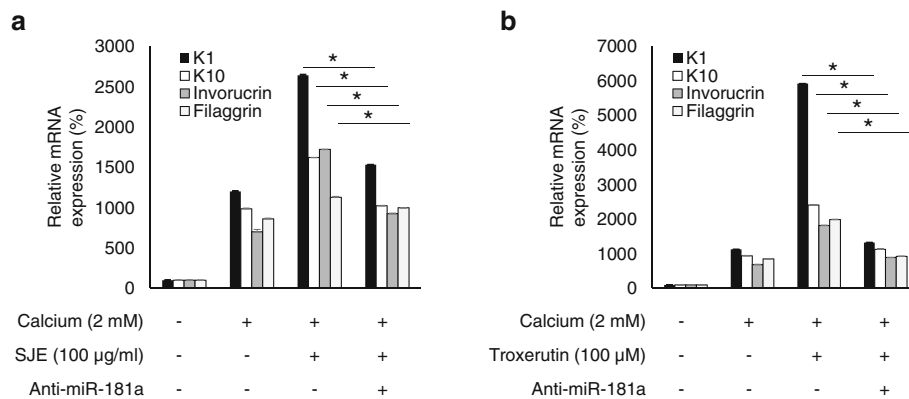 a
3000
2500
2000
1500
1000
500
0
Relative mRNA
expression (%)
K1
K10
Invorucrin
Filaggrin
*
*
*
*
Calcium (2 mM) - + + +
SJE (100 µg/ml) - - + +
Anti-miR-181a - - - +
b
7000
6000
5000
4000
3000
2000
1000
0
Relative mRNA
expression (%)
K1
K10
Invorucrin
Filaggrin
*
*
*
*
Calcium (2 mM) - + + +
Troxerutin (100 µM) - - + +
Anti-miR-181a - - - +